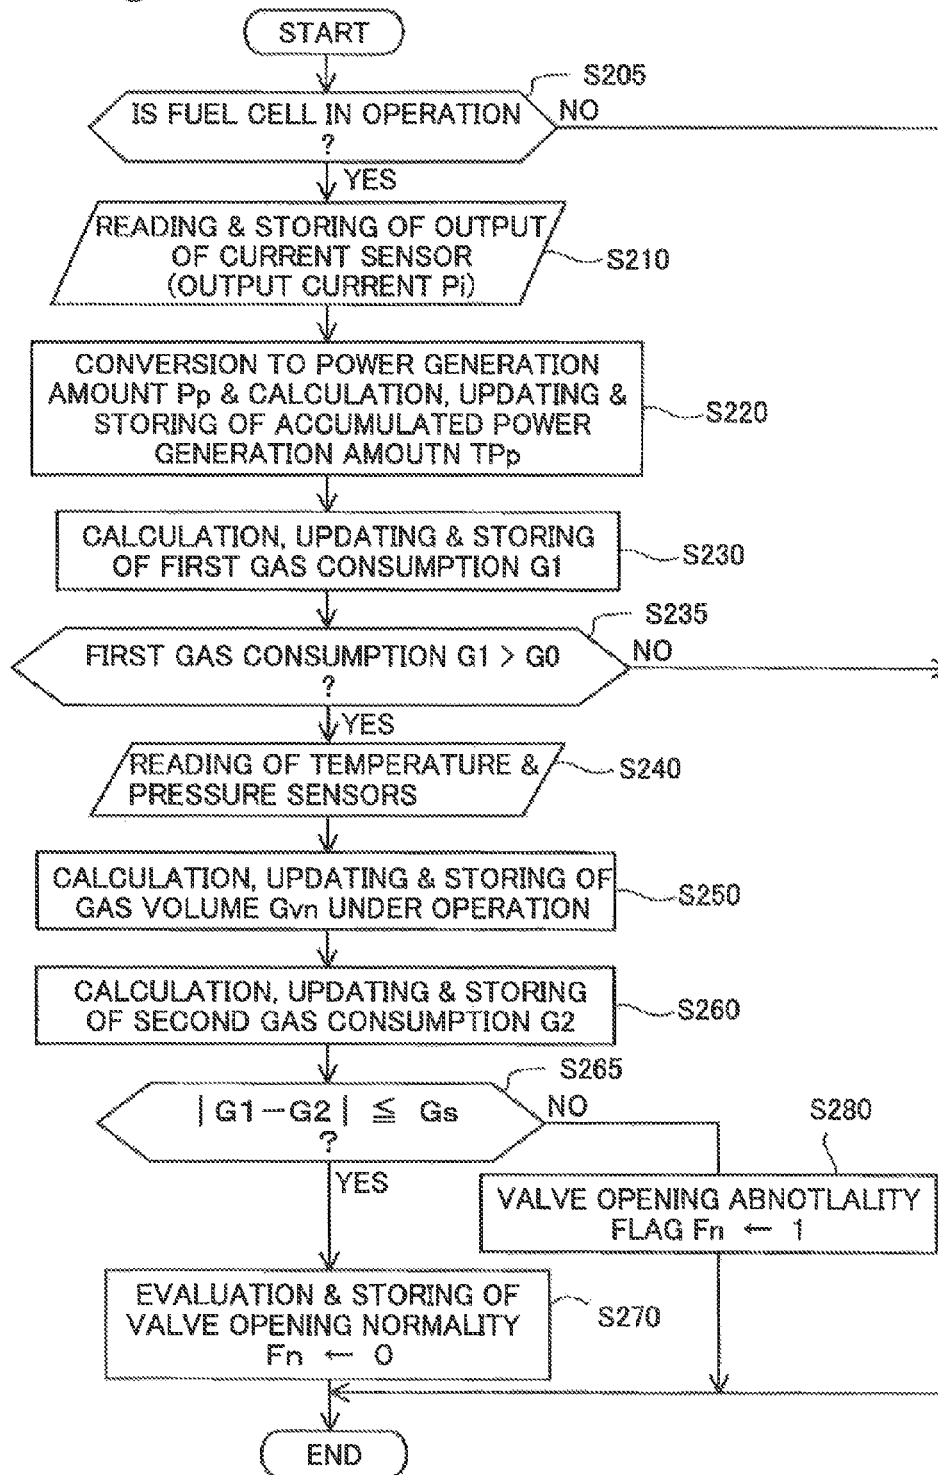 START
S205
IS FUEL CELL IN OPERATION
?
NO
YES
READING & STORING OF OUTPUT
OF CURRENT SENSOR
(OUTPUT CURRENT Pi)
S210
CONVERSION TO POWER GENERATION
AMOUNT Pp & CALCULATION, UPDATING &
STORING OF ACCUMULATED POWER
GENERATION AMOUTN TPp
S220
CALCULATION, UPDATING & STORING
OF FIRST GAS CONSUMPTION G1
S230
S235
FIRST GAS CONSUMPTION G1 > G0
?
NO
YES
READING OF TEMPERATURE &
PRESSURE SENSORS
S240
CALCULATION, UPDATING & STORING OF
GAS VOLUME Gvn UNDER OPERATION
S250
CALCULATION, UPDATING & STORING
OF SECOND GAS CONSUMPTION G2
S260
S265
| G1-G2 | ≦ Gs
?
NO
YES
S280
VALVE OPENING ABNOTLALITY
FLAG Fn ← 1
EVALUATION & STORING OF
VALVE OPENING NORMALITY
Fn ← 0
S270
END